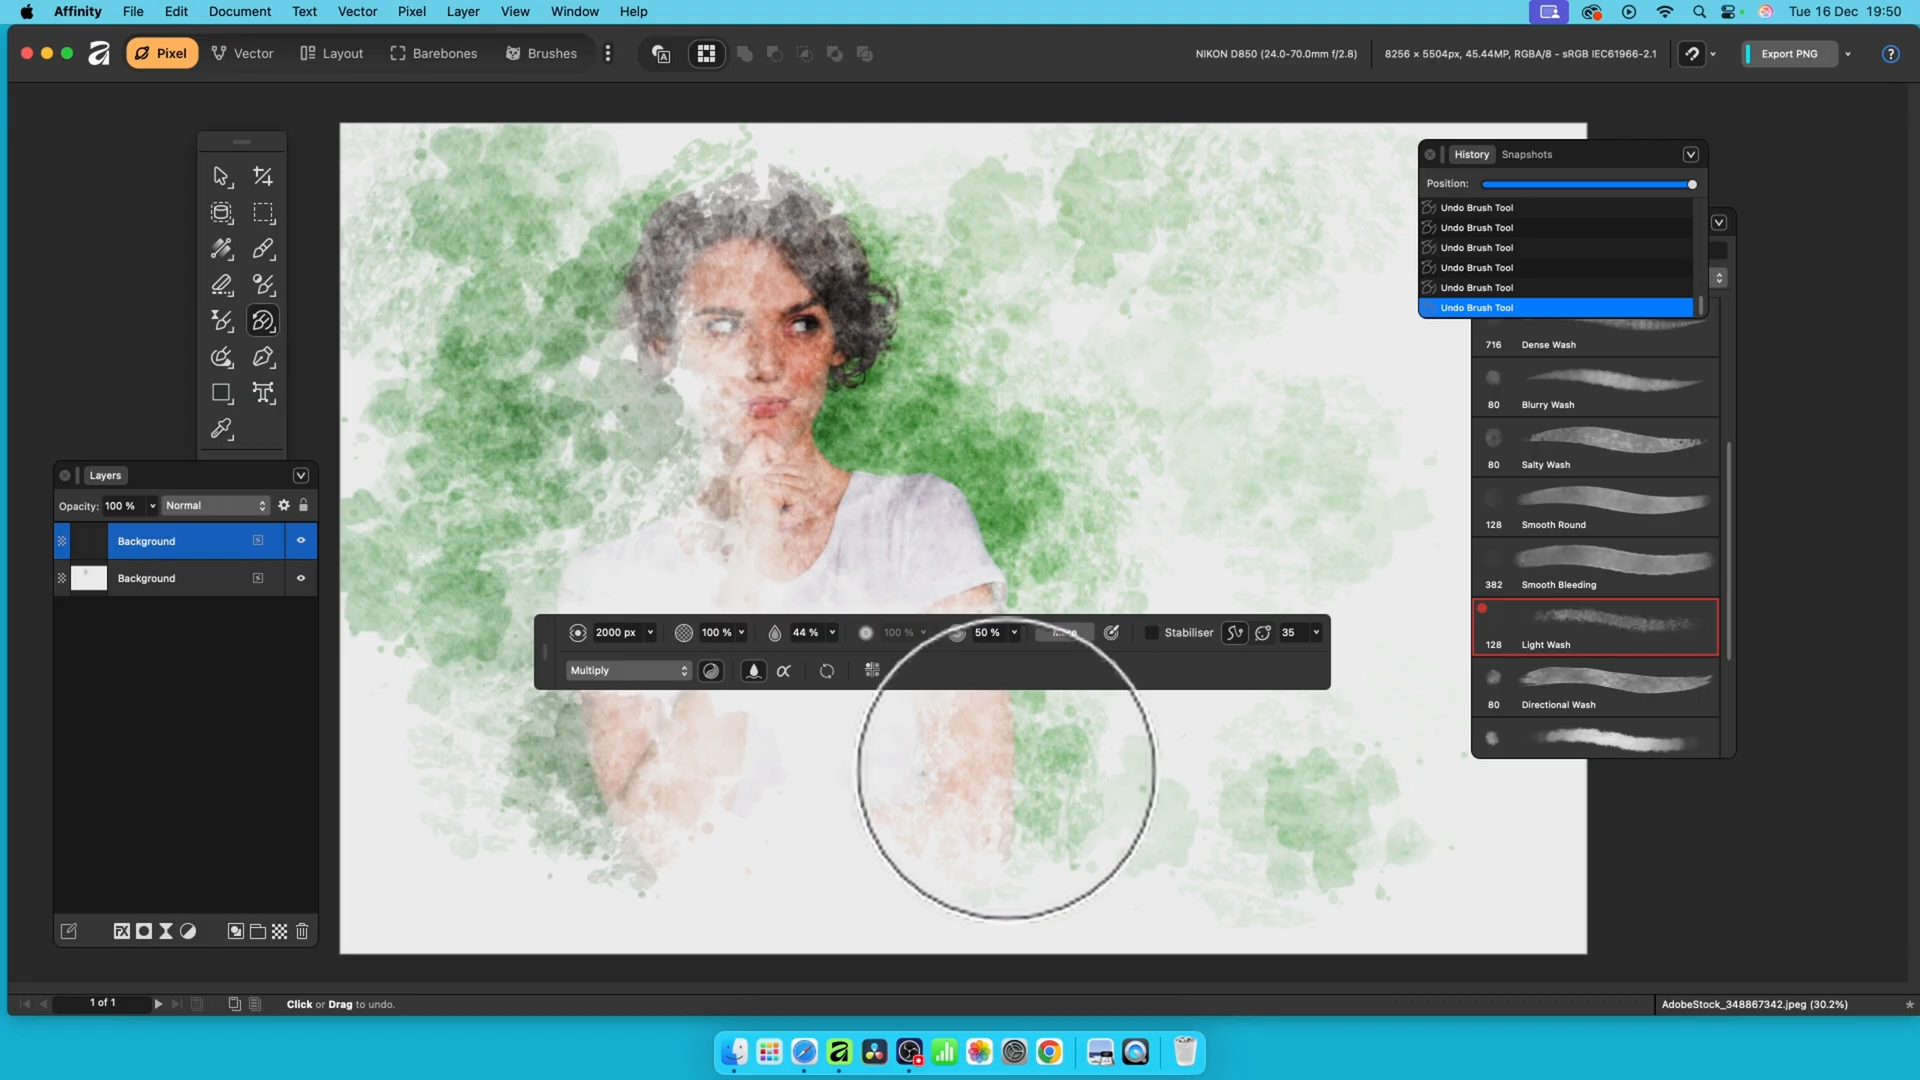 Affinity File Edit Document Text Vector Pixel Layer View Window Help Tue 16 Dec 19:50
Pixel Vector Layout Barebones Brushes NIKON D850 (24.0-70.0mm f/2.8) 8256 × 5504px, 45.44MP, RGBA/8 - sRGB IEC61966-2.1 Export PNG
History Snapshots
Position:
Undo Brush Tool
Undo Brush Tool
Undo Brush Tool
Undo Brush Tool
Undo Brush Tool
Undo Brush Tool
716 Dense Wash
80 Blurry Wash
80 Salty Wash
128 Smooth Round
382 Smooth Bleeding
128 Light Wash
80 Directional Wash
Layers
Opacity: 100 % Normal
Background
Background
2000 px 100 % 44 % 100 % 50 % More Stabiliser 35
Multiply
1 of 1 Click or Drag to undo. AdobeStock_348867342.jpeg (30.2%)